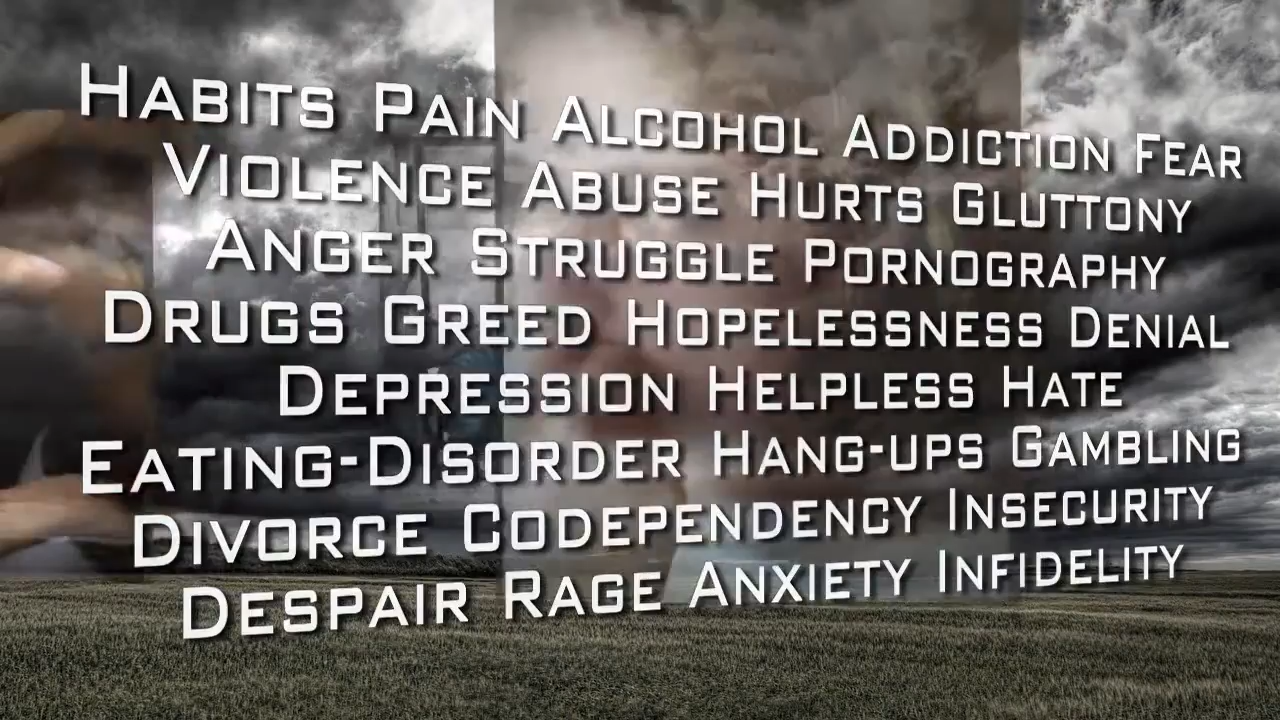 Habits Pain Alcohol Addiction Fear
Violence Abuse Hurts Gluttony
Anger Struggle Pornography
Drugs Greed Hopelessness Denial
Depression Helpless Hate
Eating-Disorder Hang-ups Gambling
Divorce Codependency Insecurity
Despair Rage Anxiety Infidelity